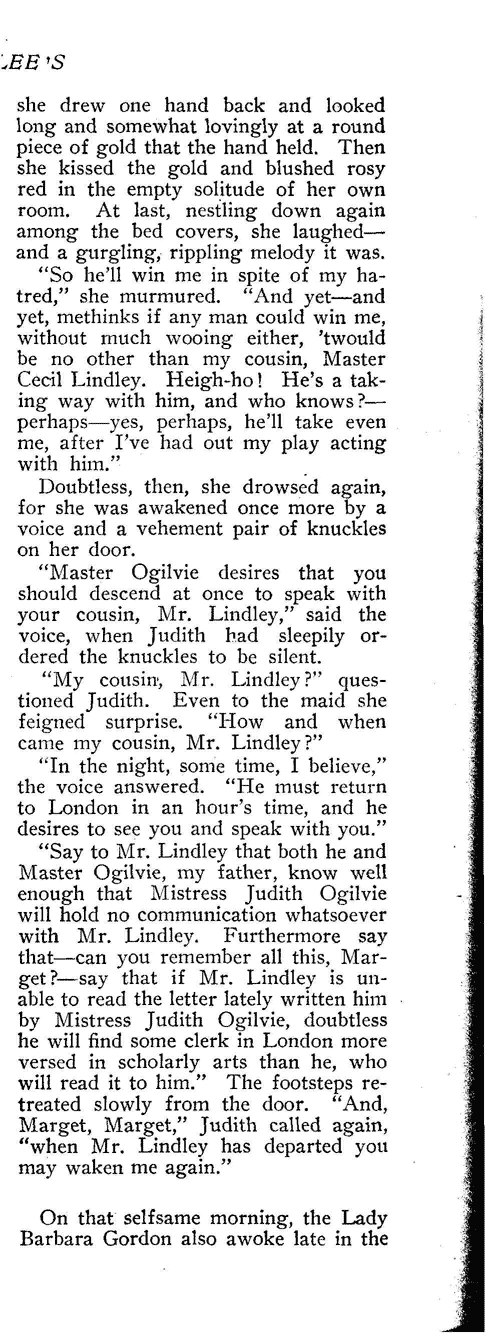 LEE'S
she drew one hand back and looked
long and somewhat lovingly at a round
piece of gold that the hand held. Then
she kissed the gold and blushed rosy
red in the empty solitude of her own
room. At last, nestling down again
among the bed covers, she laughed—
and a gurgling, rippling melody it was.
“So he’ll win me in spite of my ha-
tred,” she murmured. “And yet—and
yet, methinks if any man could win me,
without much wooing either, ’twould
be no other than my cousin, Master
Cecil Lindley. Heigh-ho! He’s a tak-
ing way with him, and who knows?—
perhaps—yes, perhaps, he’ll take even
me, after I’ve had out my play acting
with him.”
Doubtless, then, she drowsed again,
for she was awakened once more by a
voice and a vehement pair of knuckles
on her door.
“Master Ogilvie desires that you
should descend at once to speak with
your cousin, Mr. Lindley,” said the
voice, when Judith had sleepily or-
dered the knuckles to be silent.
“My cousin, Mr. Lindley?” ques-
tioned Judith. Even to the maid she
feigned surprise. “How and when
came my cousin, Mr. Lindley?”
“In the night, some time, I believe,”
the voice answered. “He must return
to London in an hour’s time, and he
desires to see you and speak with you.”
“Say to Mr. Lindley that both he and
Master Ogilvie, my father, know well
enough that Mistress Judith Ogilvie
will hold no communication whatsoever
with Mr. Lindley. Furthermore say
that—can you remember all this, Mar-
get?—say that if Mr. Lindley is un-
able to read the letter lately written him
by Mistress Judith Ogilvie, doubtless
he will find some clerk in London more
versed in scholarly arts than he, who
will read it to him.” The footsteps re-
treated slowly from the door. “And,
Marget, Marget,” Judith called again,
“when Mr. Lindley has departed you
may waken me again.”
On that selfsame morning, the Lady
Barbara Gordon also awoke late in the